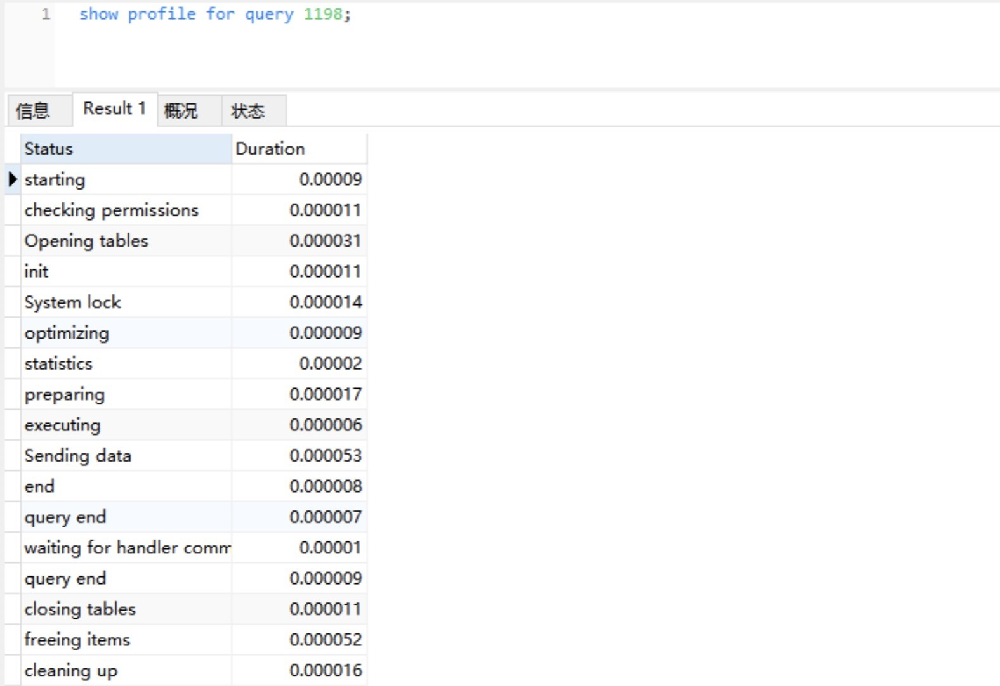 1 show profile for query 1198;
信息 Result 1 概况 状态
Status Duration
starting 0.00009
checking permissions 0.000011
Opening tables 0.000031
init 0.000011
System lock 0.000014
optimizing 0.000009
statistics 0.00002
preparing 0.000017
executing 0.000006
Sending data 0.000053
end 0.000008
query end 0.000007
waiting for handler comm 0.00001
query end 0.000009
closing tables 0.000011
freeing items 0.000052
cleaning up 0.000016